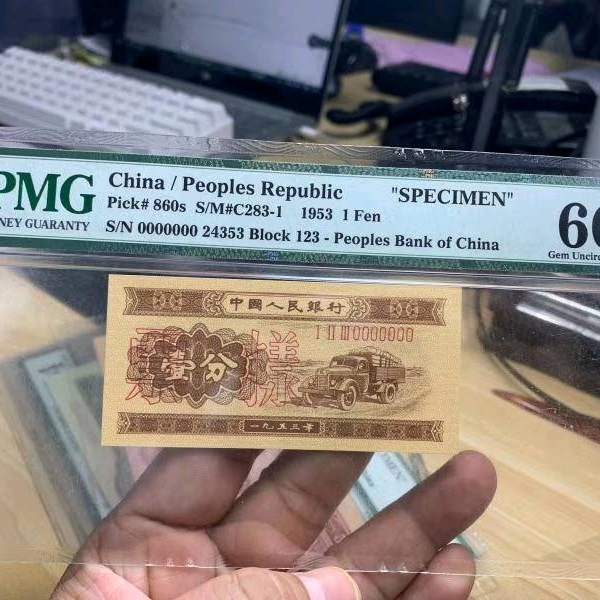 PMG
NEY GUARANTY
China / Peoples Republic "SPECIMEN"
Pick# 860s S/M#C283-1 1953 1 Fen
S/N 0000000 24353 Block 123 - Peoples Bank of China
Gem Uncirc
中國人民銀行
I II III 0000000
票樣
壹分
一九五三年